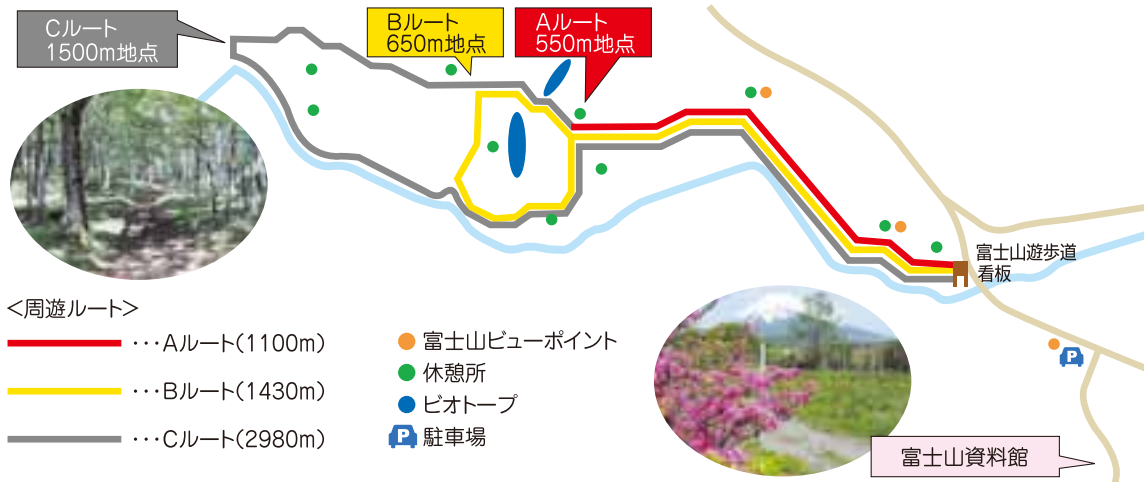 Cルート
1500m地点
Bルート
650m地点
Aルート
550m地点
富士山遊歩道
看板
＜周遊ルート＞
･･･Aルート(1100m)
･･･Bルート(1430m)
･･･Cルート(2980m)
富士山ビューポイント
休憩所
ビオトープ
P 駐車場
P
富士山資料館